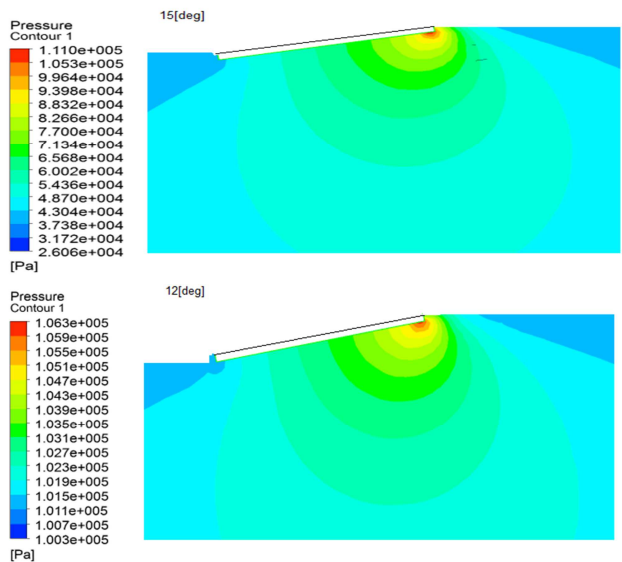 15[deg]
Pressure
Contour 1
1.110e+005
1.053e+005
9.964e+004
9.398e+004
8.832e+004
8.266e+004
7.700e+004
7.134e+004
6.568e+004
6.002e+004
5.436e+004
4.870e+004
4.304e+004
3.738e+004
3.172e+004
2.606e+004
[Pa]
12[deg]
Pressure
Contour 1
1.063e+005
1.059e+005
1.055e+005
1.051e+005
1.047e+005
1.043e+005
1.039e+005
1.035e+005
1.031e+005
1.027e+005
1.023e+005
1.019e+005
1.015e+005
1.011e+005
1.007e+005
1.003e+005
[Pa]